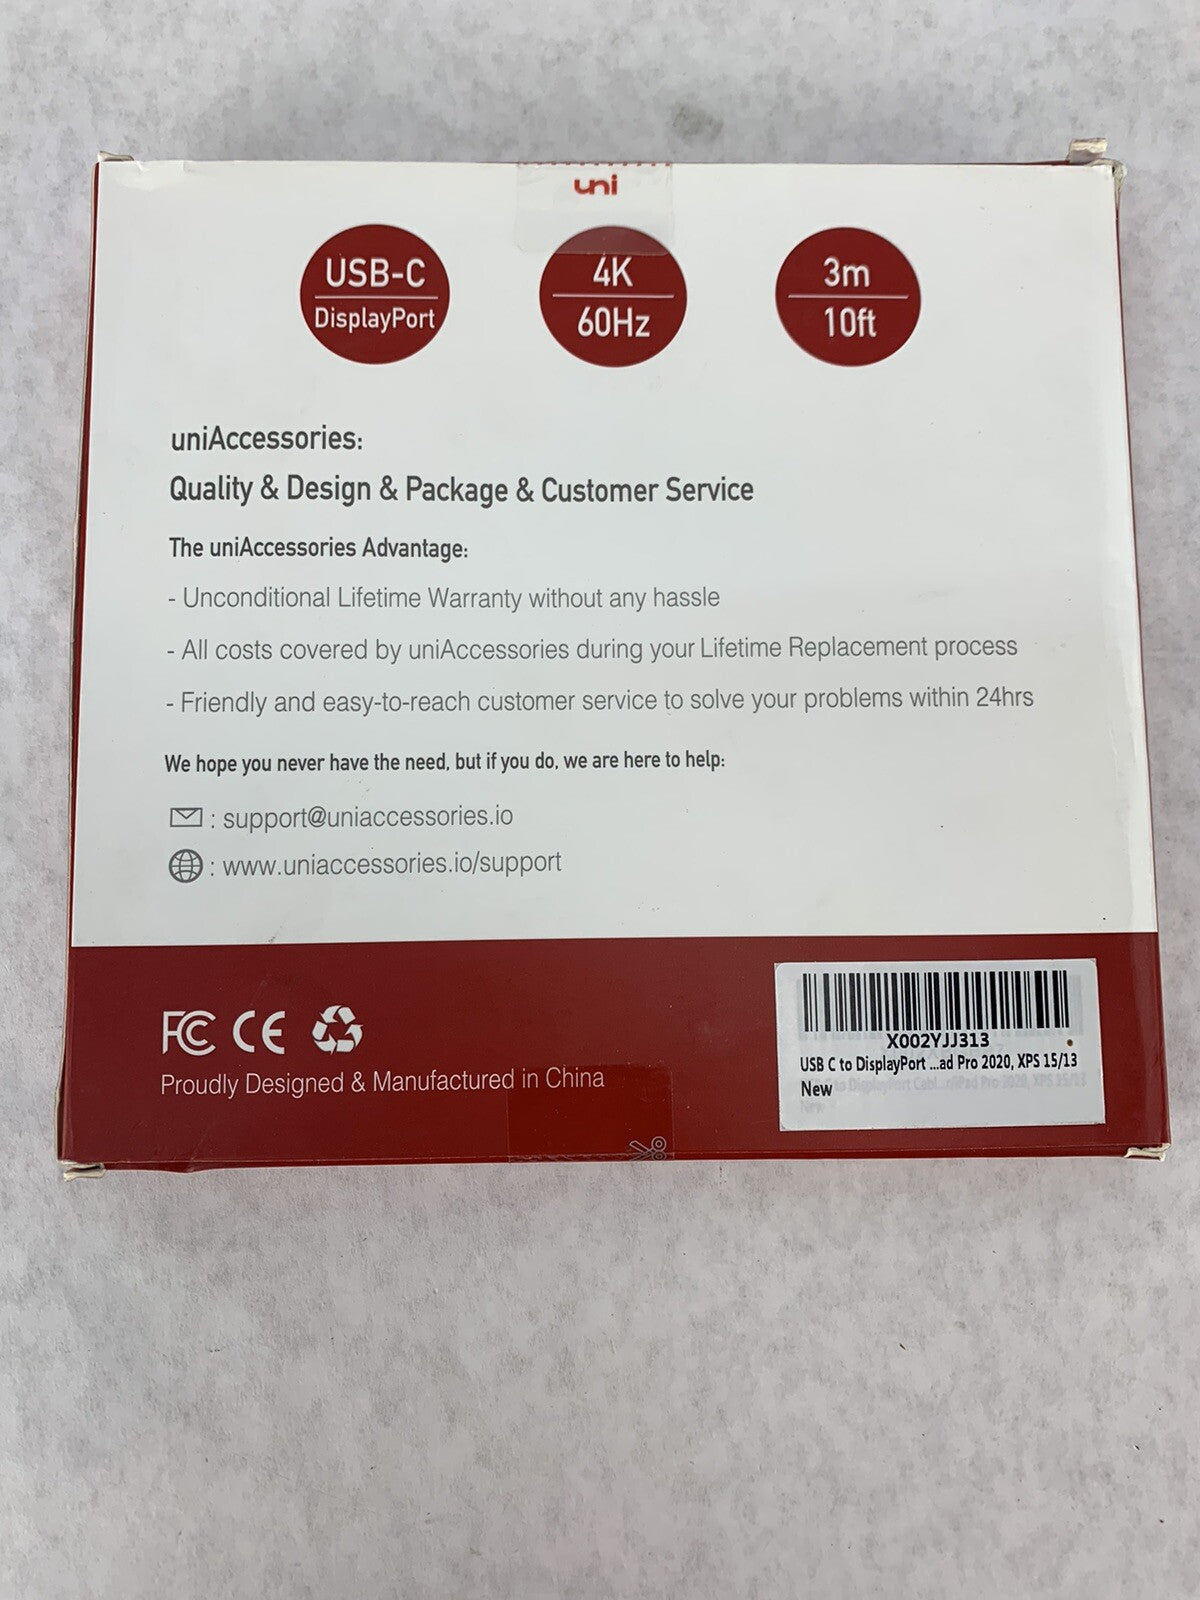 uni
USB-C
DisplayPort
4K
60Hz
3m
10ft
uniAccessories:
Quality & Design & Package & Customer Service
The uniAccessories Advantage:
- Unconditional Lifetime Warranty without any hassle
- All costs covered by uniAccessories during your Lifetime Replacement process
- Friendly and easy-to-reach customer service to solve your problems within 24hrs
We hope you never have the need, but if you do, we are here to help:
: support@uniaccessories.io
: www.uniaccessories.io/support
FC CE
Proudly Designed & Manufactured in China
X002YJJ313
USB C to DisplayPort ...ad Pro 2020, XPS 15/13
New